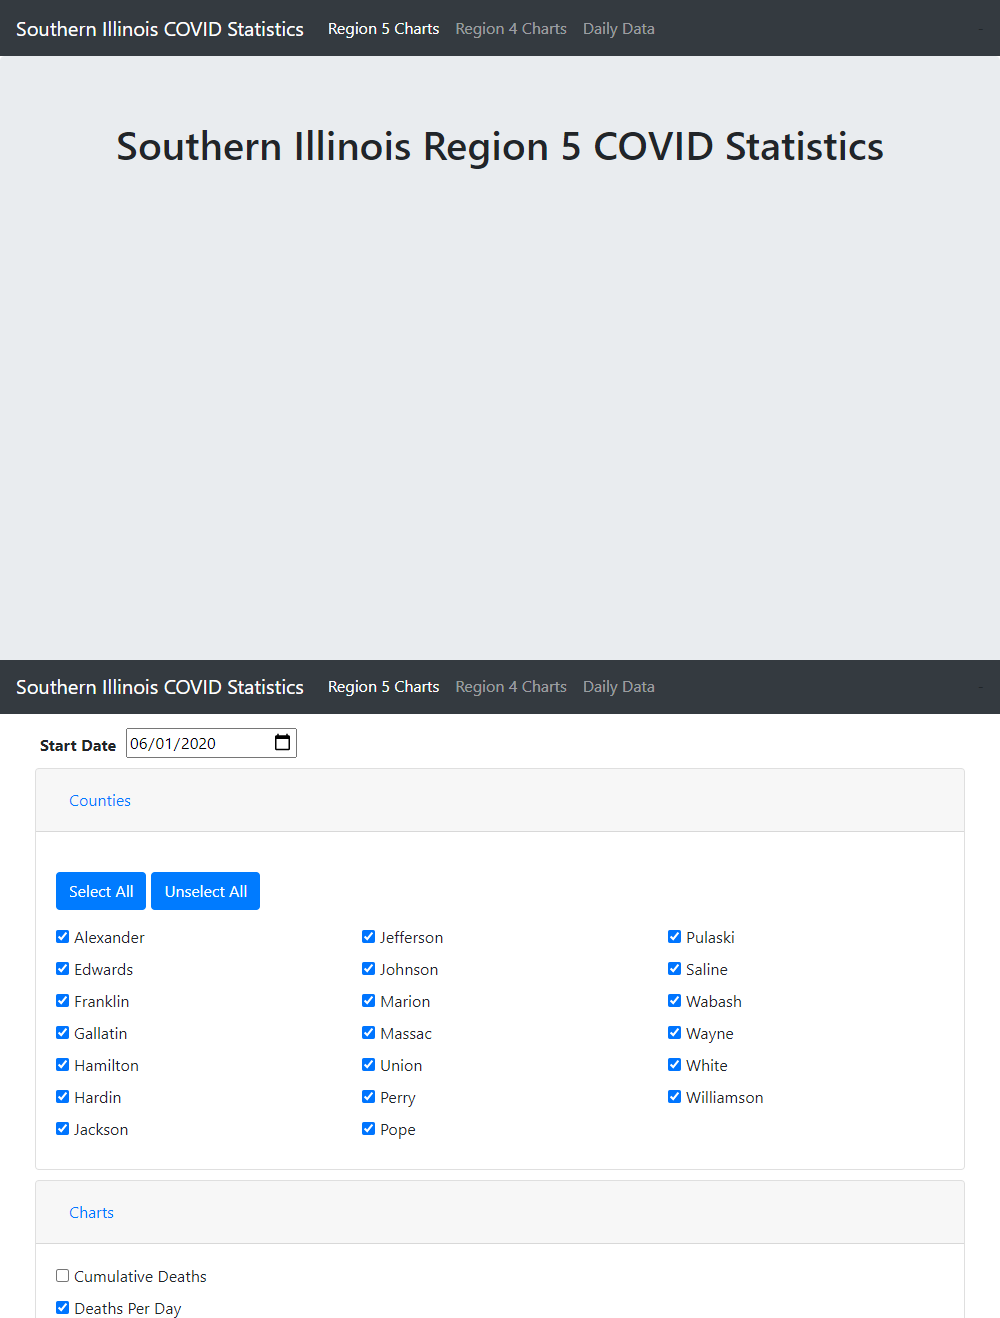 Southern Illinois COVID Statistics Region 5 Charts Region 4 Charts Daily Data
Southern Illinois Region 5 COVID Statistics
Southern Illinois COVID Statistics Region 5 Charts Region 4 Charts Daily Data
Start Date 06/01/2020
Counties
Select All Unselect All
Alexander Jefferson Pulaski
Edwards Johnson Saline
Franklin Marion Wabash
Gallatin Massac Wayne
Hamilton Union White
Hardin Perry Williamson
Jackson Pope
Charts
Cumulative Deaths
Deaths Per Day